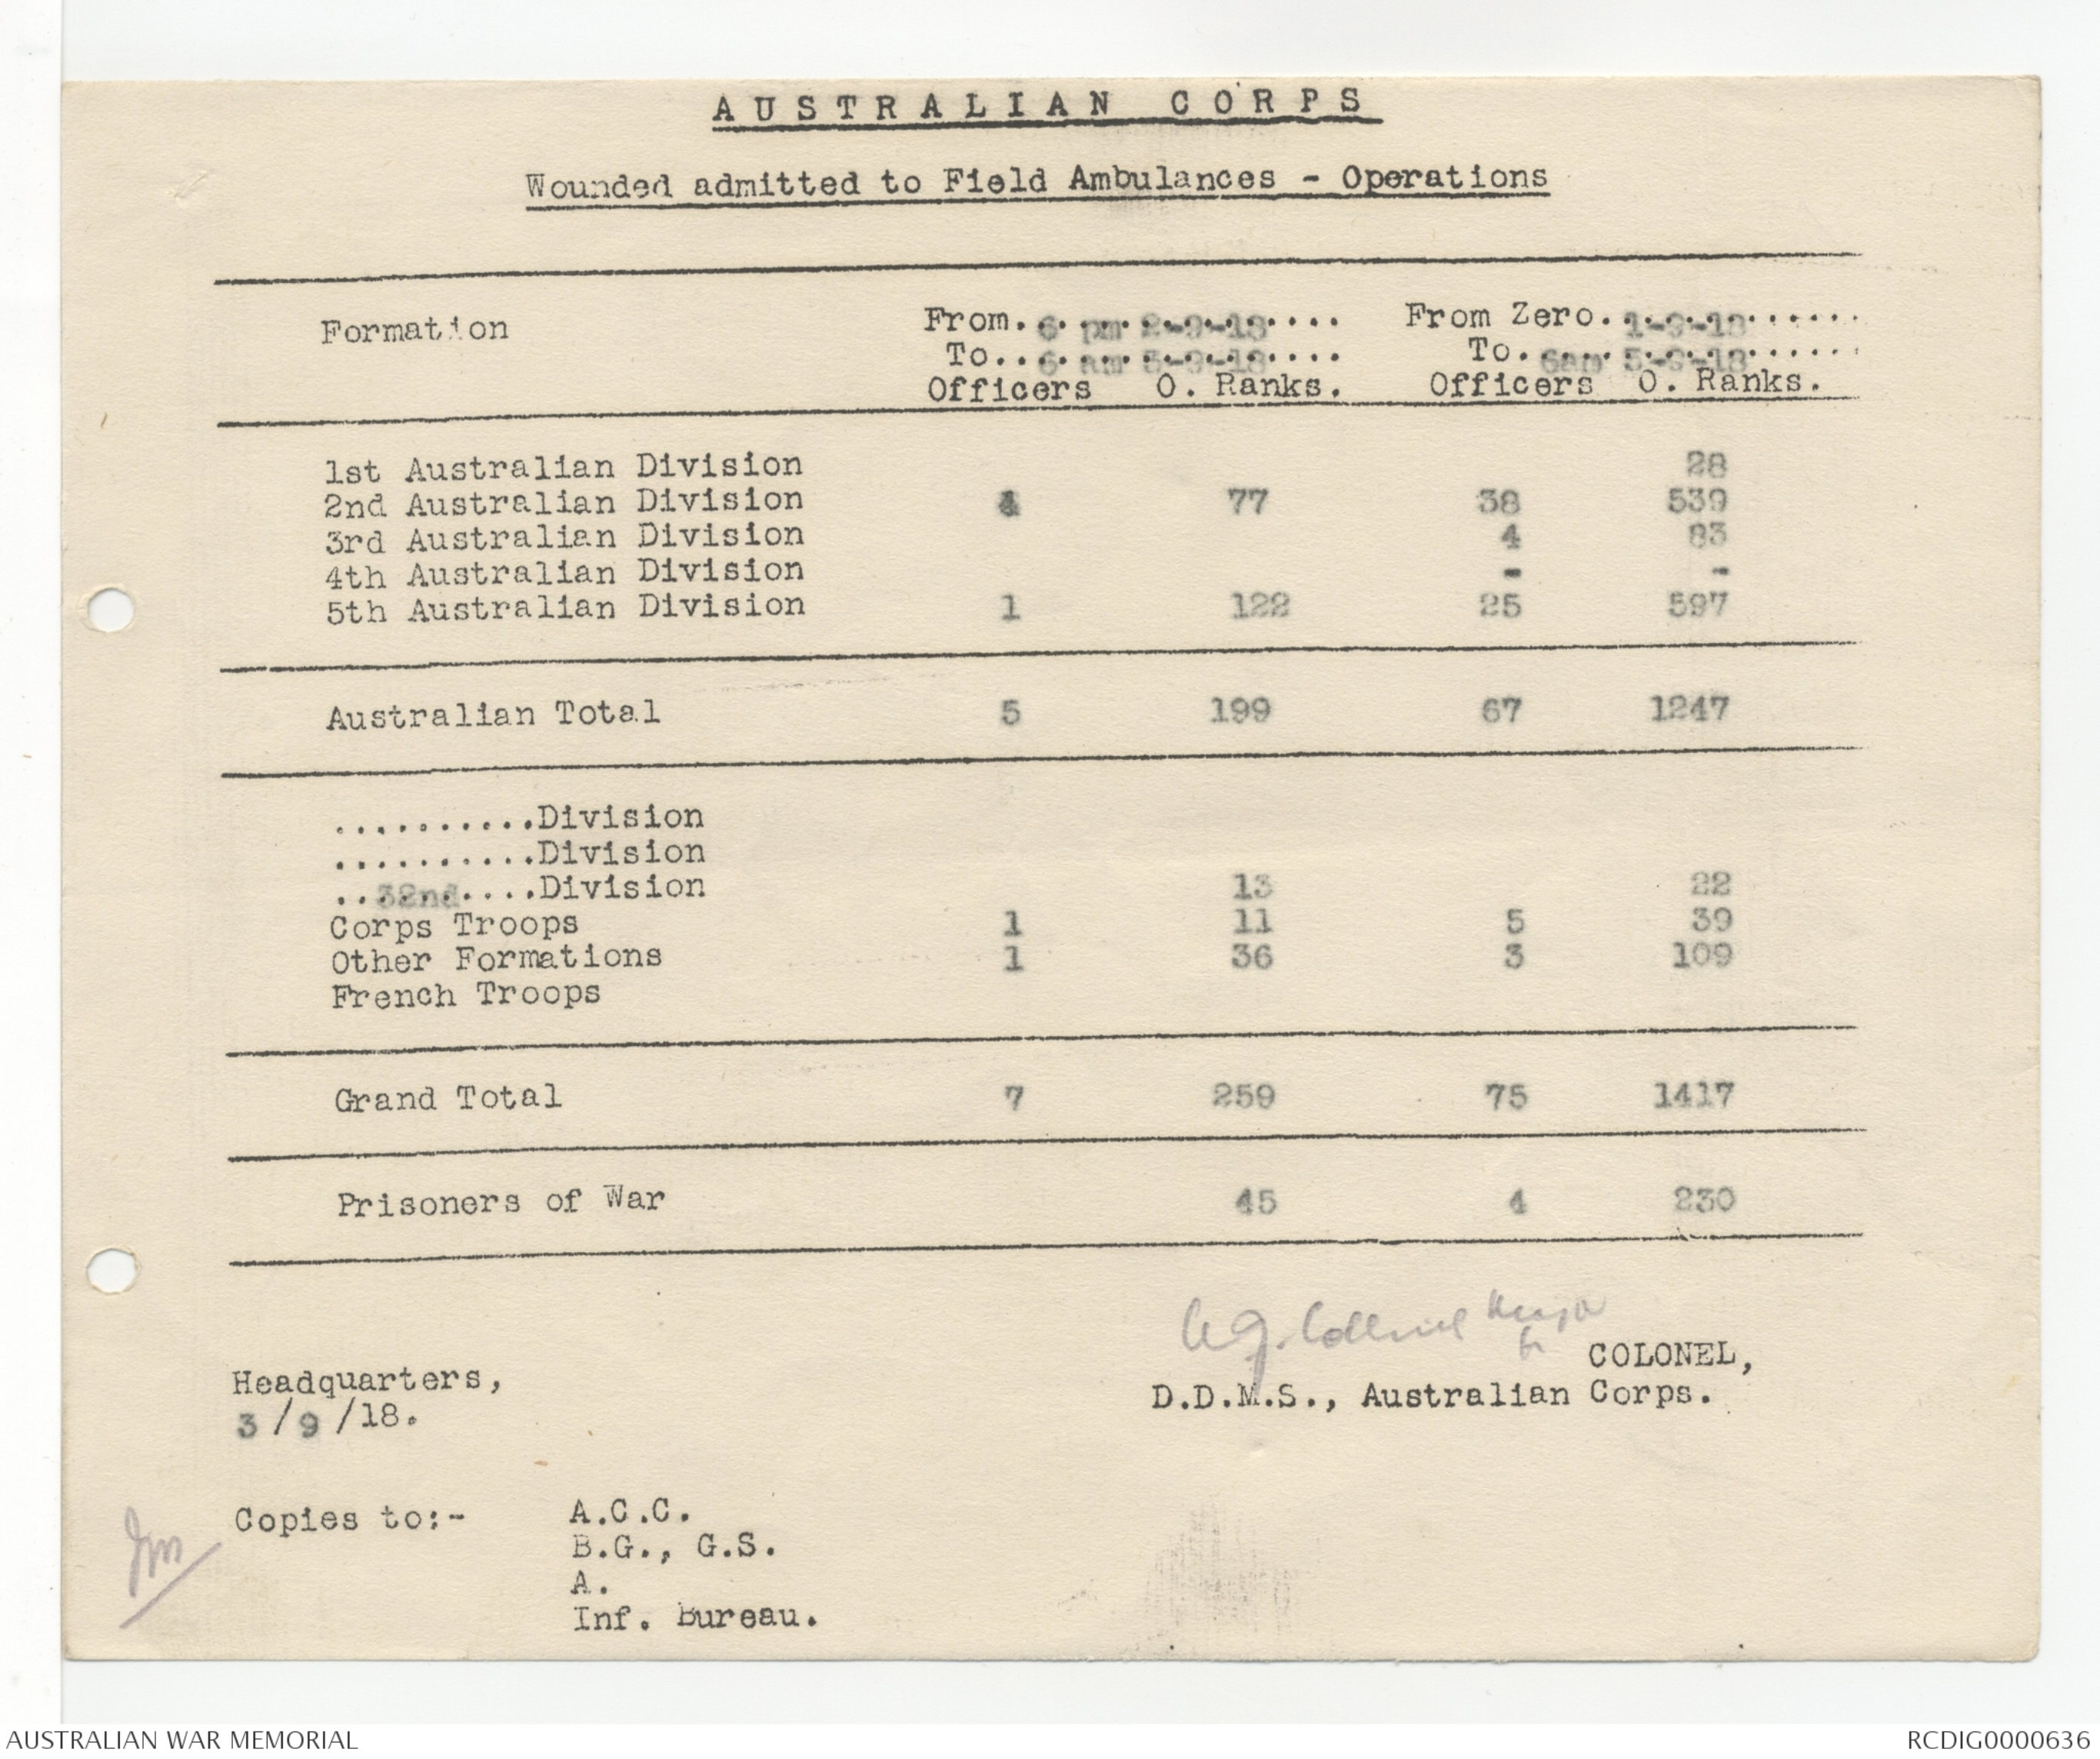 AUSTRALIAN CORPS
Wounded admitted to Field Ambulances - Operations
Formation From. 6 pm 2-9-18.... From Zero. 1-9-18......
To.. 6 am 3-9-18.... To. 6am 3-9-18......
Officers O. Ranks. Officers O. Ranks.
1st Australian Division 28
2nd Australian Division 4 77 38 539
3rd Australian Division 4 83
4th Australian Division - -
5th Australian Division 1 122 25 597
Australian Total 5 199 67 1247
..........Division
..........Division
..32nd....Division 13 22
Corps Troops 1 11 5 39
Other Formations 1 36 3 109
French Troops
Grand Total 7 259 75 1417
Prisoners of War 45 4 230
COLONEL,
D.D.M.S., Australian Corps.
Headquarters,
3/9/18.
Copies to:- A.C.C.
B.G., G.S.
A.
Inf. Bureau.
AUSTRALIAN WAR MEMORIAL RCDIG0000636